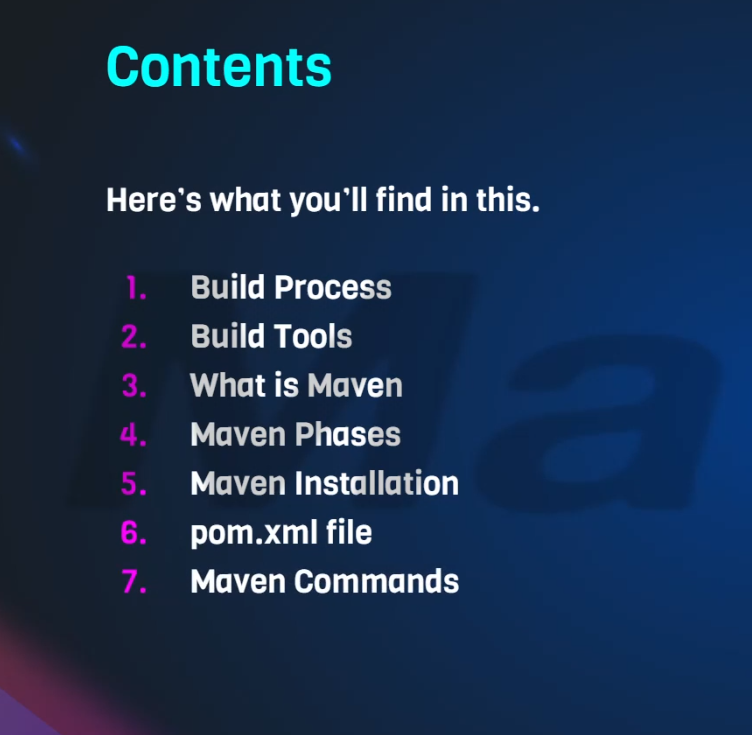 Contents
Here's what you'll find in this.
1. Build Process
2. Build Tools
3. What is Maven
4. Maven Phases
5. Maven Installation
6. pom.xml file
7. Maven Commands
Ma